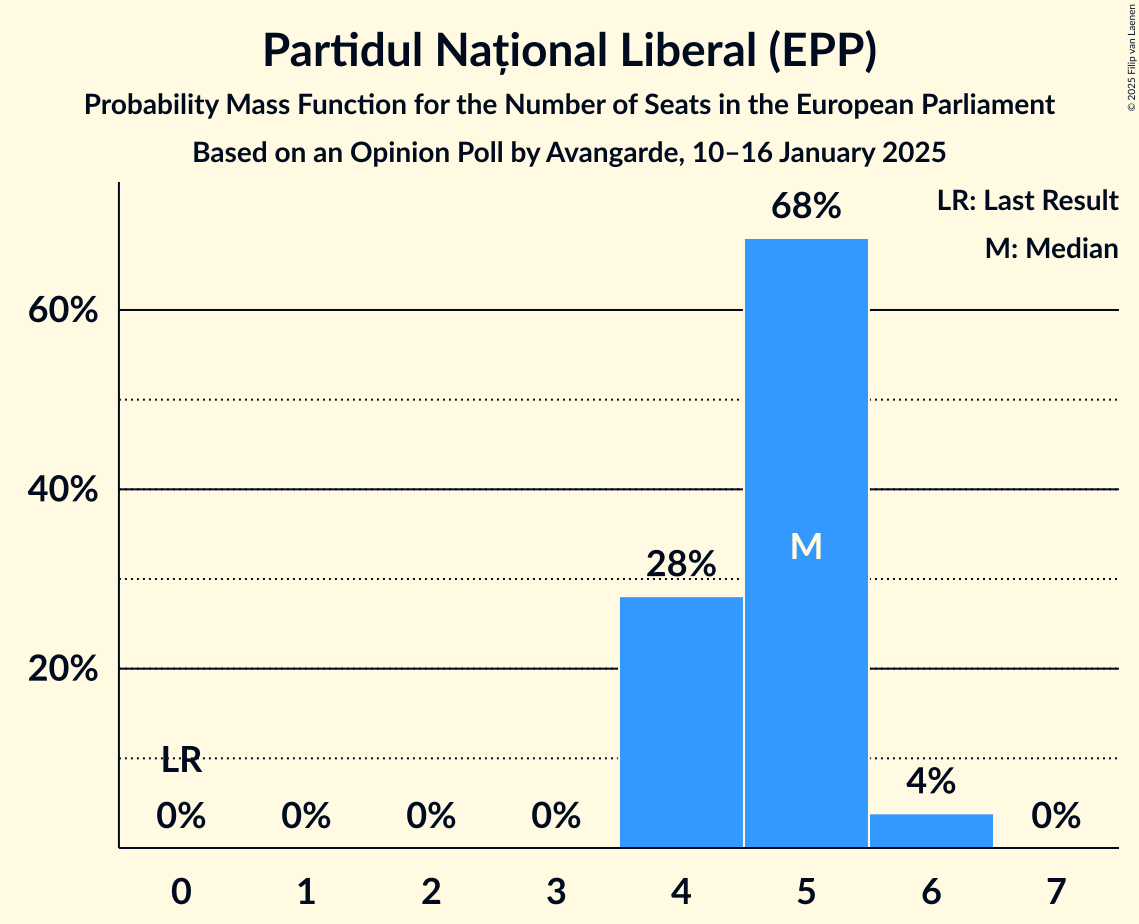 Partidul Național Liberal (EPP)
Probability Mass Function for the Number of Seats in the European Parliament
Based on an Opinion Poll by Avangarde, 10–16 January 2025
© 2025 Filip van Laenen
LR: Last Result
M: Median
68%
60%
40%
28%
M
20%
LR
4%
0% 0% 0% 0% 0%
0 1 2 3 4 5 6 7